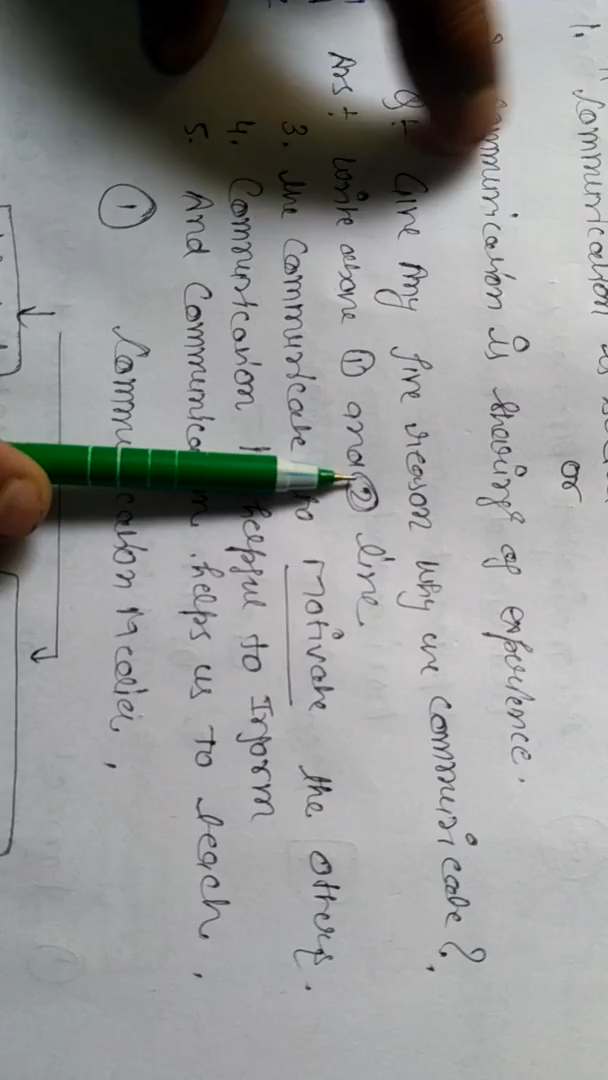 1. Communication is
or
Communication is sharing of experience.
Q:- Give Any five reason why we communicate?
Ans:- Write above ① and ② line.
3. We Communicate to motivate the others.
4. Communication helpful to Inform
5. And Communication helps us to teach.
① Communication Media,